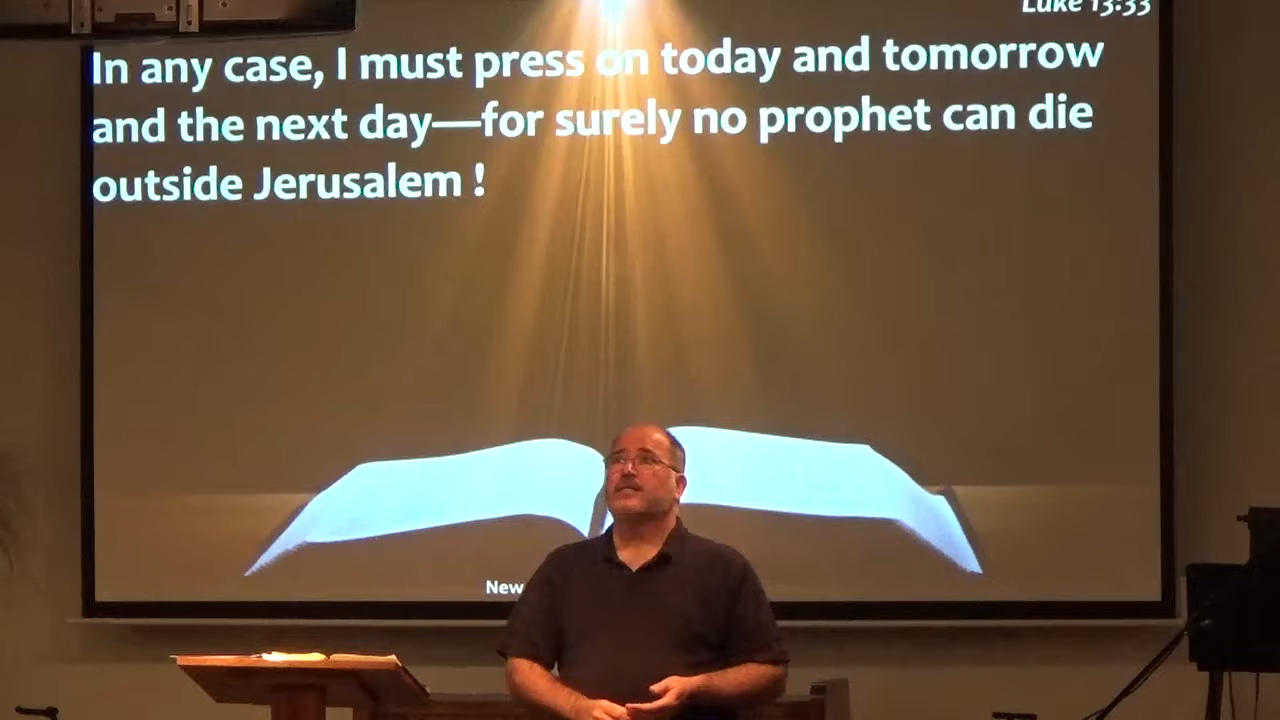 Luke 13:33
In any case, I must press on today and tomorrow
and the next day—for surely no prophet can die
outside Jerusalem !
New